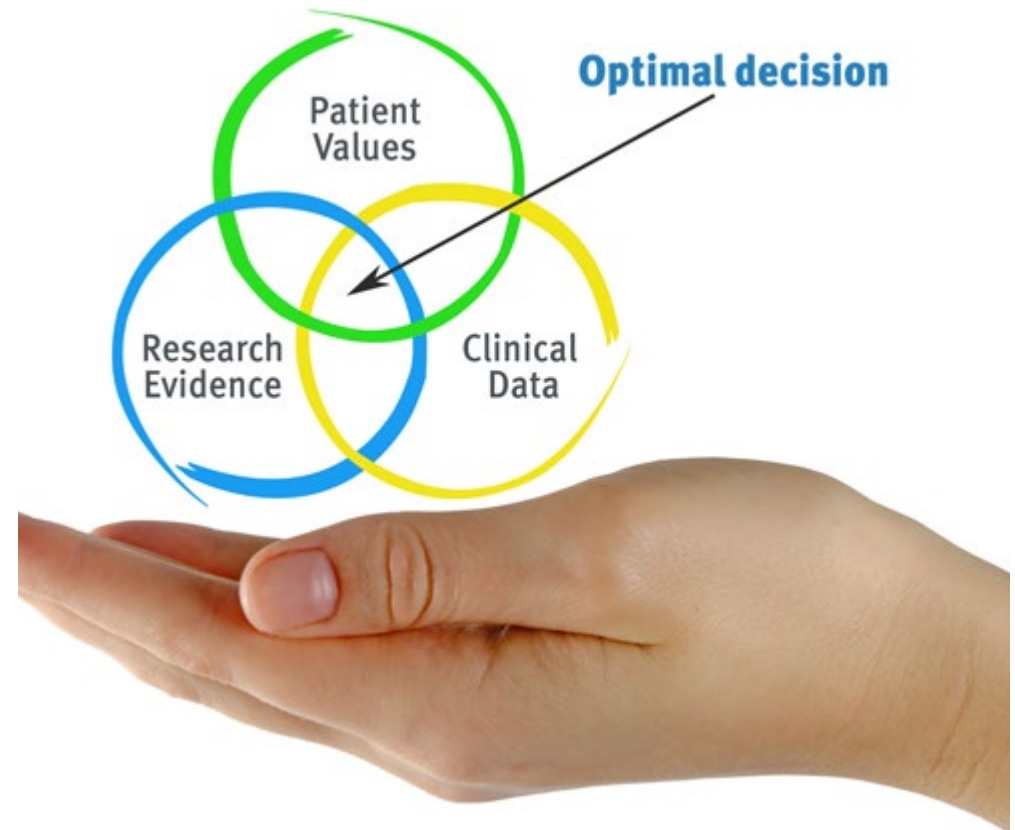 Optimal decision
Patient
Values
Research
Evidence
Clinical
Data